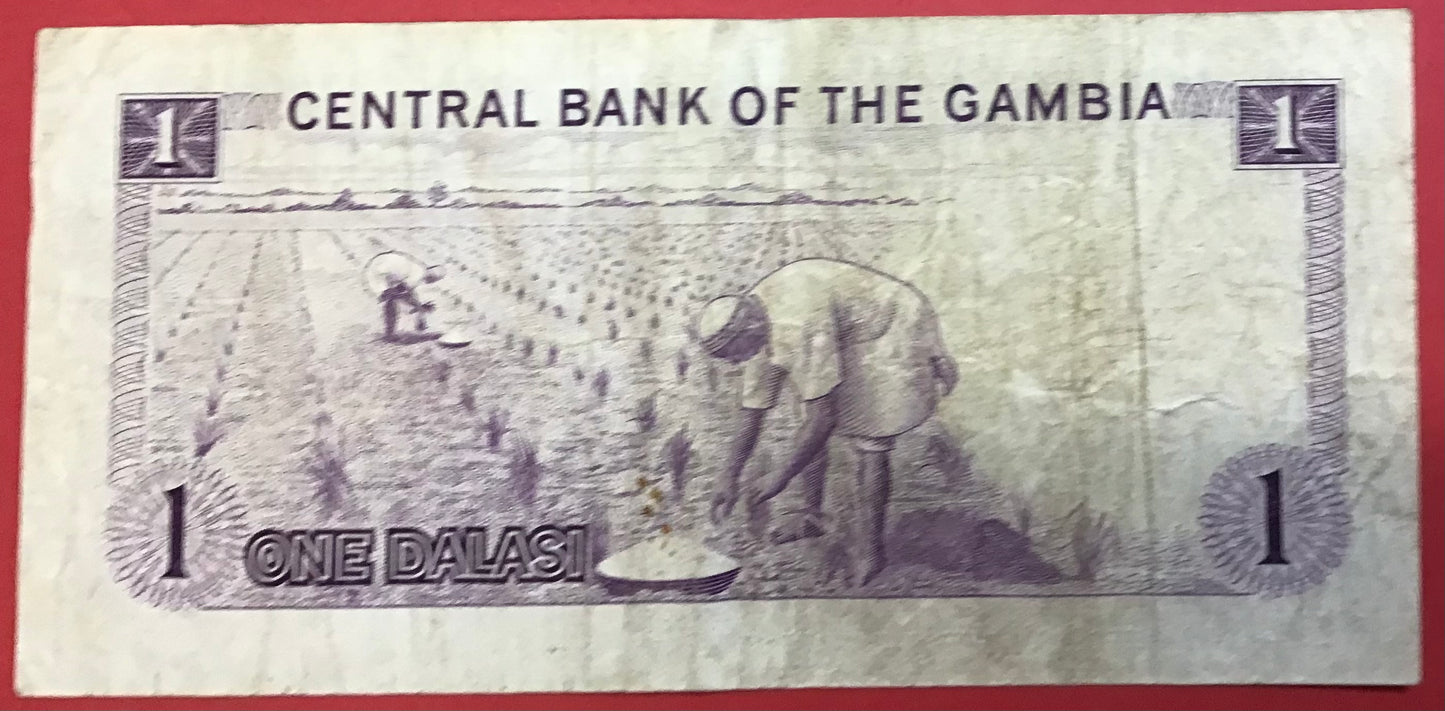 1 CENTRAL BANK OF THE GAMBIA 1
1 ONE DALASI 1